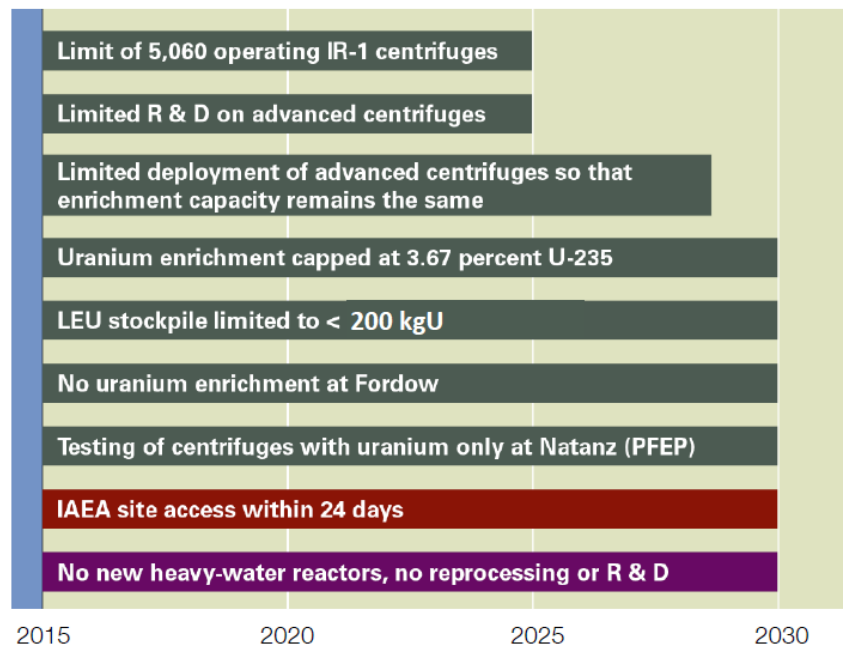 Limit of 5,060 operating IR-1 centrifuges
Limited R & D on advanced centrifuges
Limited deployment of advanced centrifuges so that
enrichment capacity remains the same
Uranium enrichment capped at 3.67 percent U-235
LEU stockpile limited to < 200 kgU
No uranium enrichment at Fordow
Testing of centrifuges with uranium only at Natanz (PFEP)
IAEA site access within 24 days
No new heavy-water reactors, no reprocessing or R & D
2015 2020 2025 2030